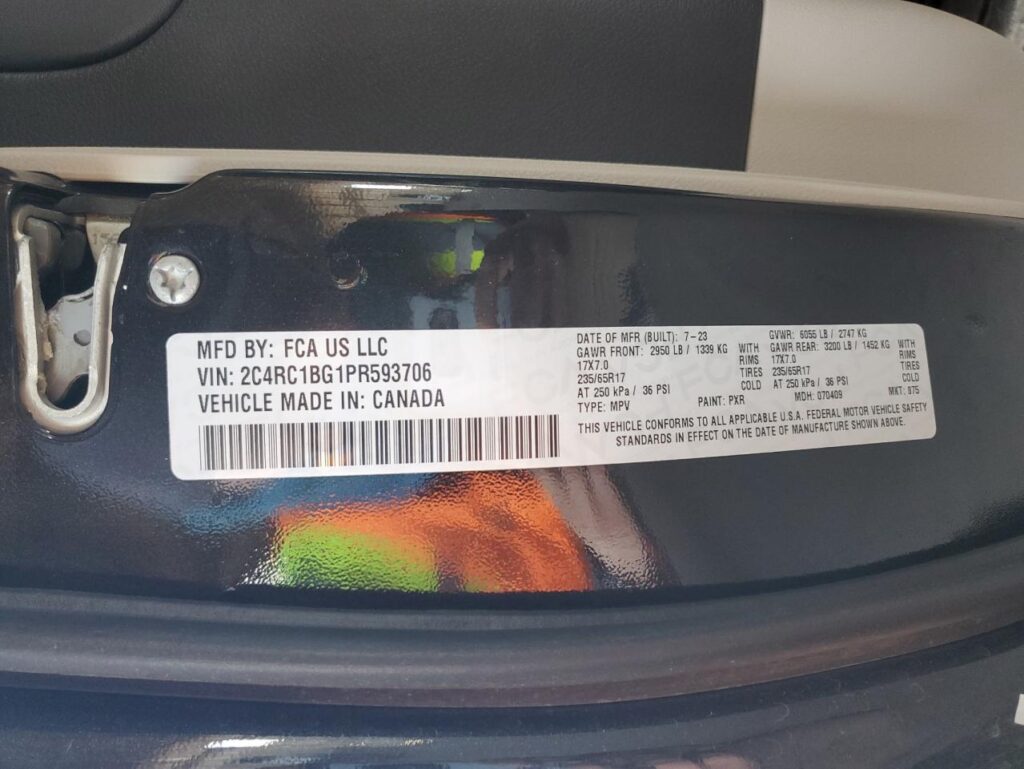 MFD BY: FCA US LLC
VIN: 2C4RC1BG1PR593706
VEHICLE MADE IN: CANADA
DATE OF MFR (BUILT): 7-23 GVWR: 6055 LB / 2747 KG
GAWR FRONT: 2950 LB / 1339 KG WITH GAWR REAR: 3200 LB / 1452 KG WITH
17X7.0 RIMS 17X7.0 RIMS
235/65R17 TIRES 235/65R17 TIRES
AT 250 kPa / 36 PSI COLD AT 250 kPa / 36 PSI COLD
TYPE: MPV PAINT: PXR MDH: 070409 MKT: 075
THIS VEHICLE CONFORMS TO ALL APPLICABLE U.S.A. FEDERAL MOTOR VEHICLE SAFETY
STANDARDS IN EFFECT ON THE DATE OF MANUFACTURE SHOWN ABOVE.